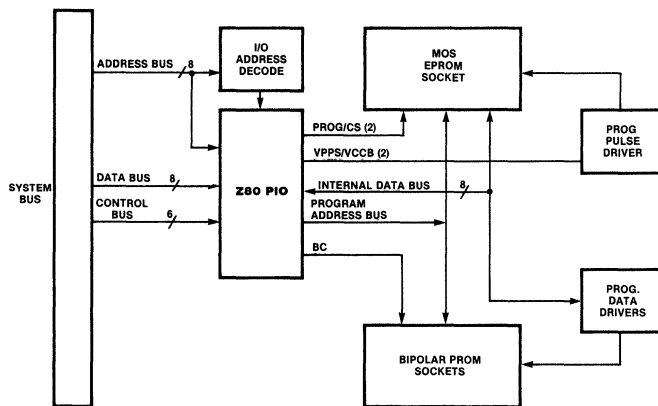 SYSTEM
BUS
ADDRESS BUS
8
I/O
ADDRESS
DECODE
DATA BUS
8
CONTROL
BUS
6
Z80 PIO
PROG/CS (2)
VPPS/VCCB (2)
INTERNAL DATA BUS
8
PROGRAM
ADDRESS BUS
BC
MOS
EPROM
SOCKET
PROG
PULSE
DRIVER
PROG.
DATA
DRIVERS
BIPOLAR PROM
SOCKETS